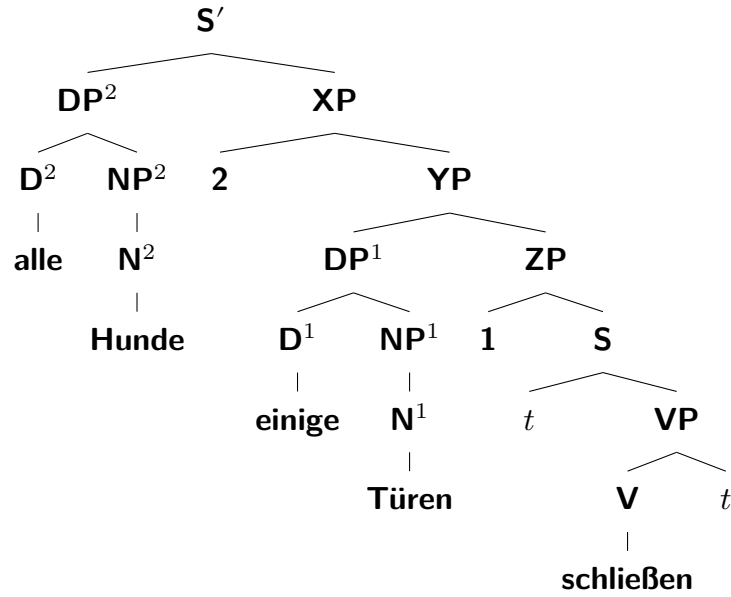 S′
DP² XP
D² NP² 2 YP
alle N² DP¹ ZP
Hunde D¹ NP¹ 1 S
einige N¹ t VP
Türen V t
schließen